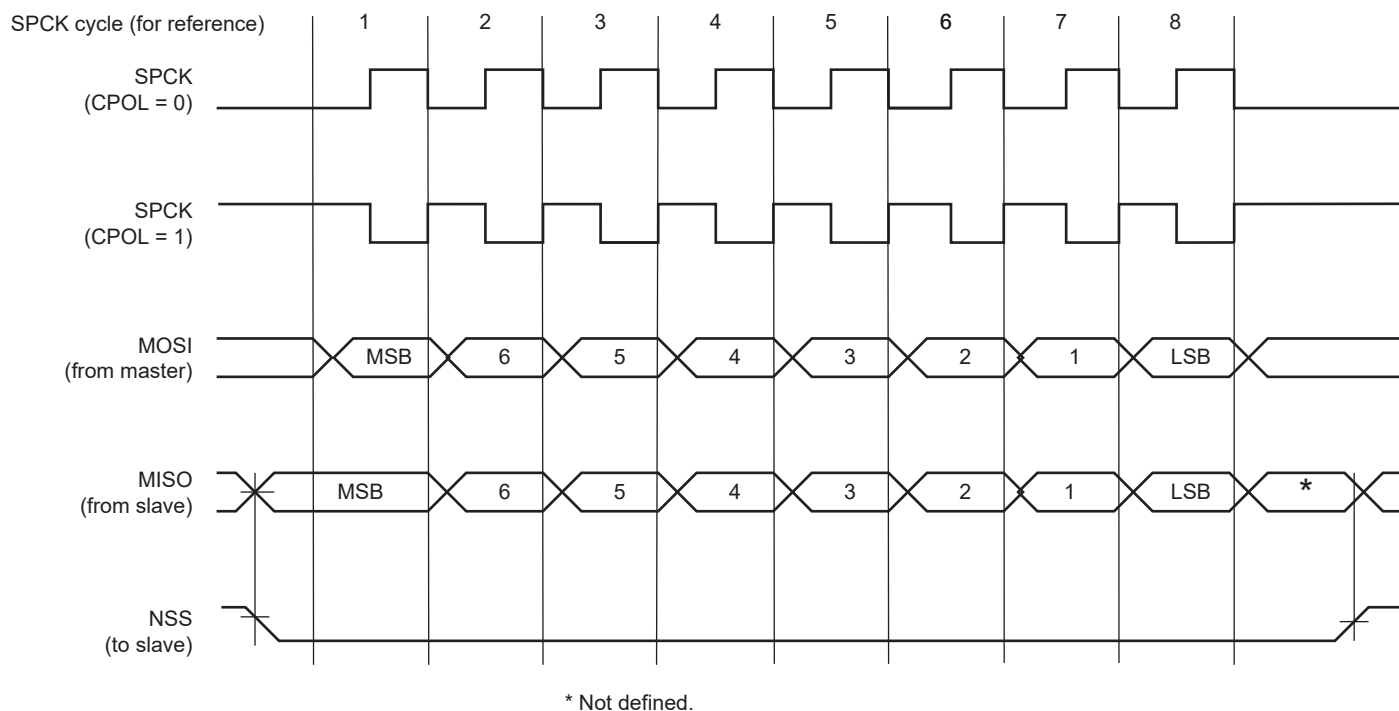 SPCK cycle (for reference) 1 2 3 4 5 6 7 8
SPCK
(CPOL = 0)
SPCK
(CPOL = 1)
MOSI
(from master)
MSB 6 5 4 3 2 1 LSB
MISO
(from slave)
MSB 6 5 4 3 2 1 LSB *
NSS
(to slave)
* Not defined.